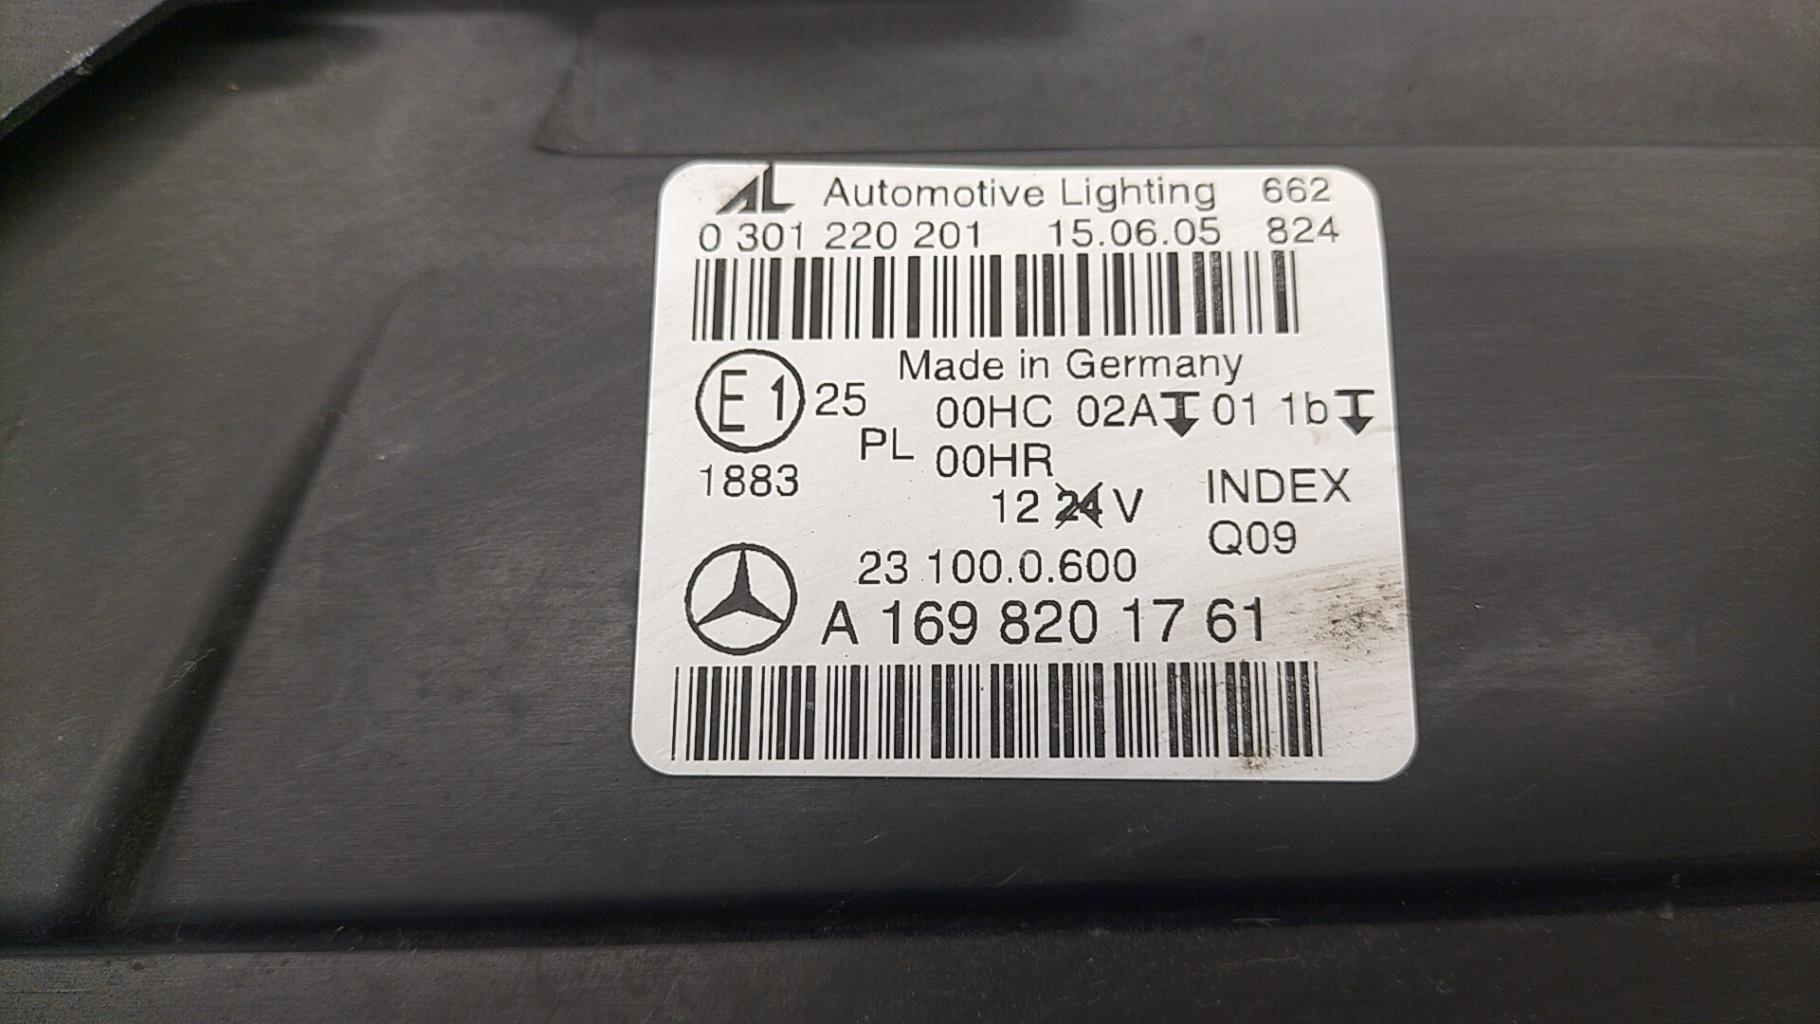 AL Automotive Lighting 662
0 301 220 201 15.06.05 824
Made in Germany
E1 25 00HC 02A 01 1b
PL 00HR
1883
12 24 V INDEX
Q09
23 100.0.600
A 169 820 17 61